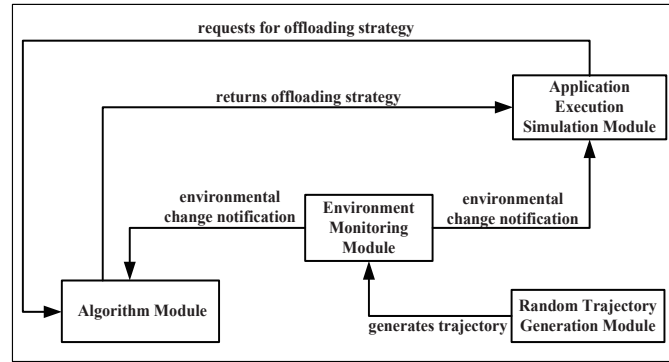 requests for offloading strategy
Application
Execution
Simulation Module
returns offloading strategy
environmental
change notification
Environment
Monitoring
Module
environmental
change notification
Algorithm Module
generates trajectory
Random Trajectory
Generation Module